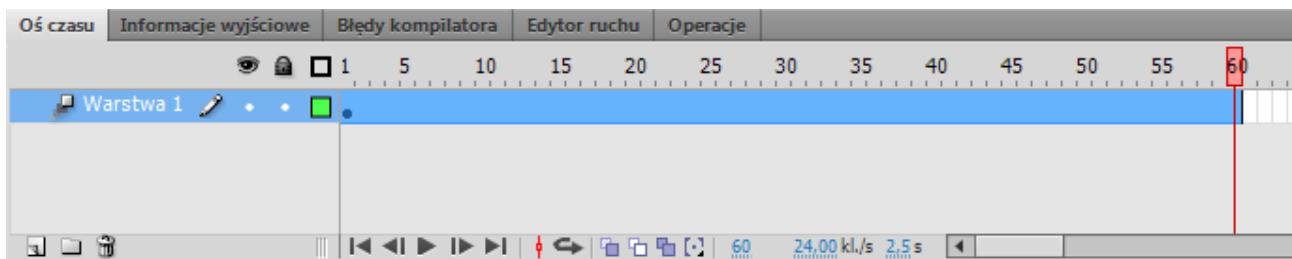 Oś czasu Informacje wyjściowe Błędy kompilatora Edytor ruchu Operacje
1 5 10 15 20 25 30 35 40 45 50 55 60
Warstwa 1
60 24,00 kl./s 2,5 s